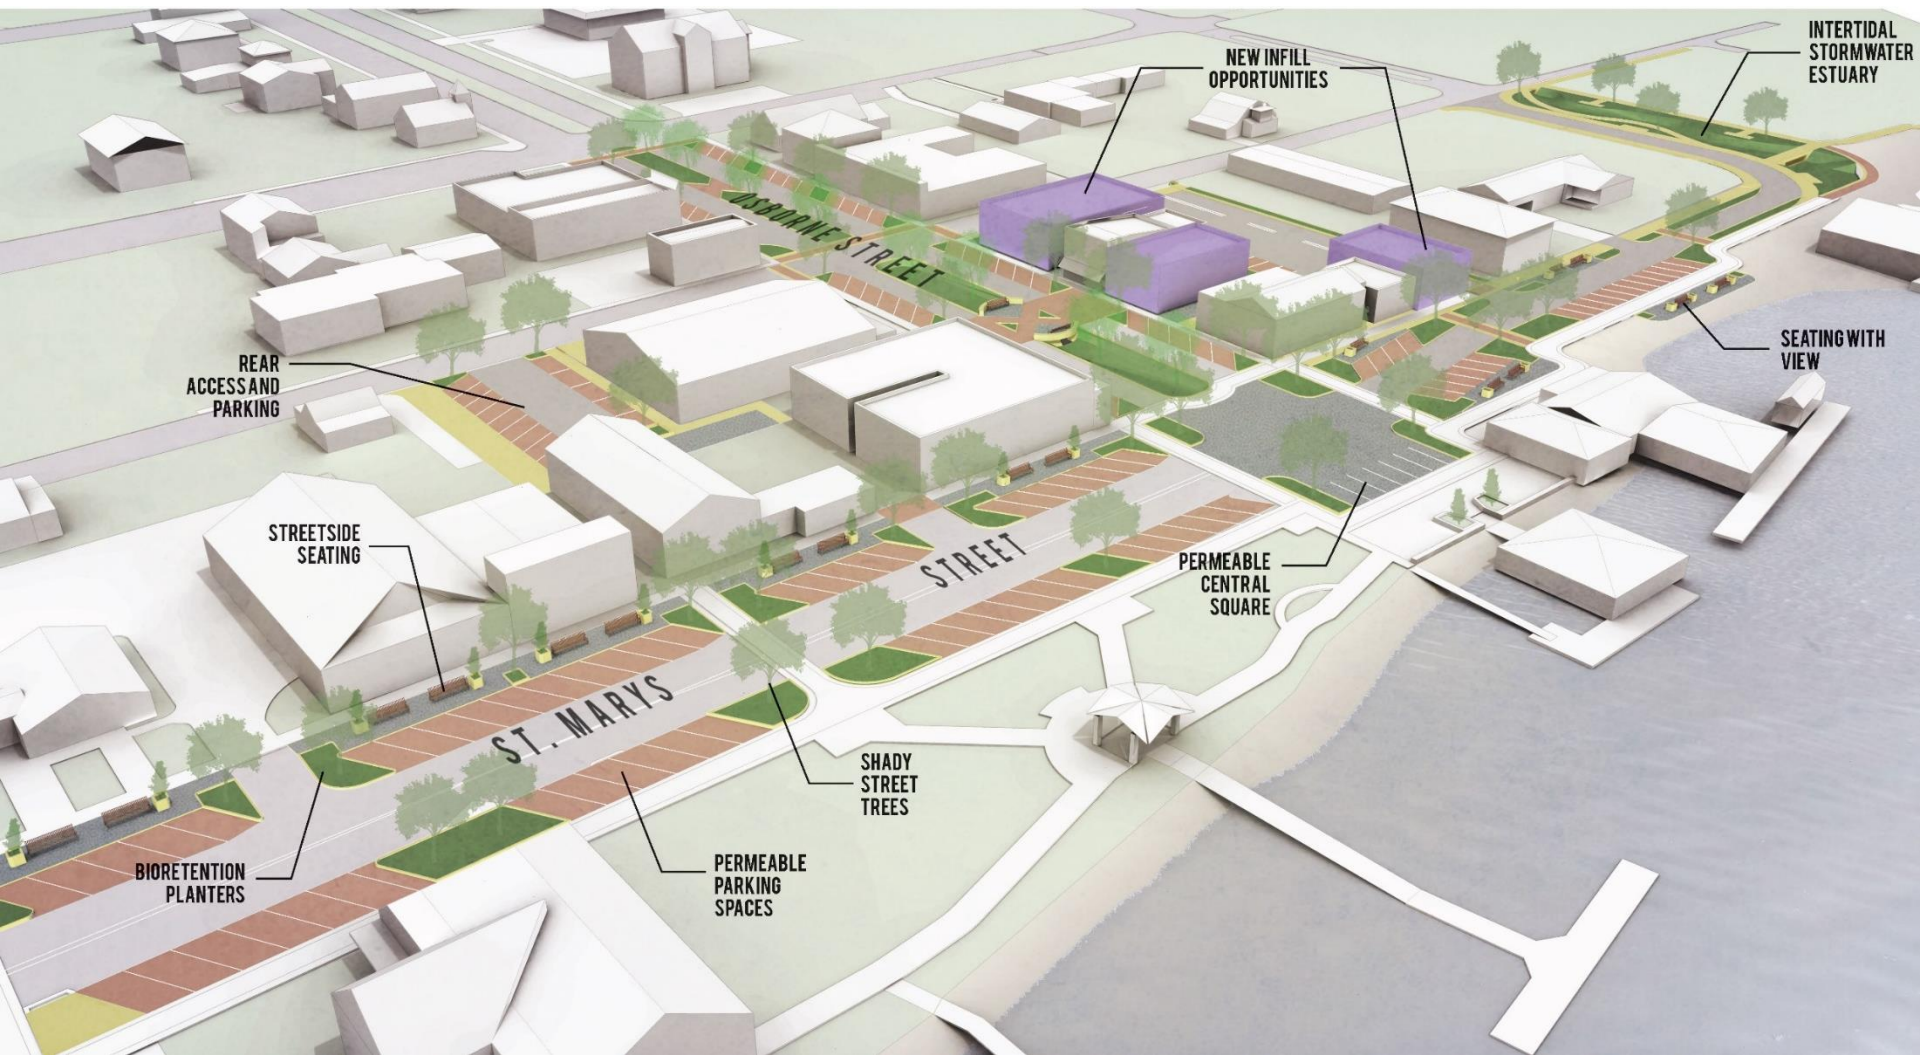 INTERTIDAL
STORMWATER
ESTUARY
NEW INFILL
OPPORTUNITIES
OSBORNE STREET
SEATING WITH
VIEW
REAR
ACCESS AND
PARKING
STREETSIDE
SEATING
ST. MARYS STREET
PERMEABLE
CENTRAL
SQUARE
SHADY
STREET
TREES
BIORETENTION
PLANTERS
PERMEABLE
PARKING
SPACES